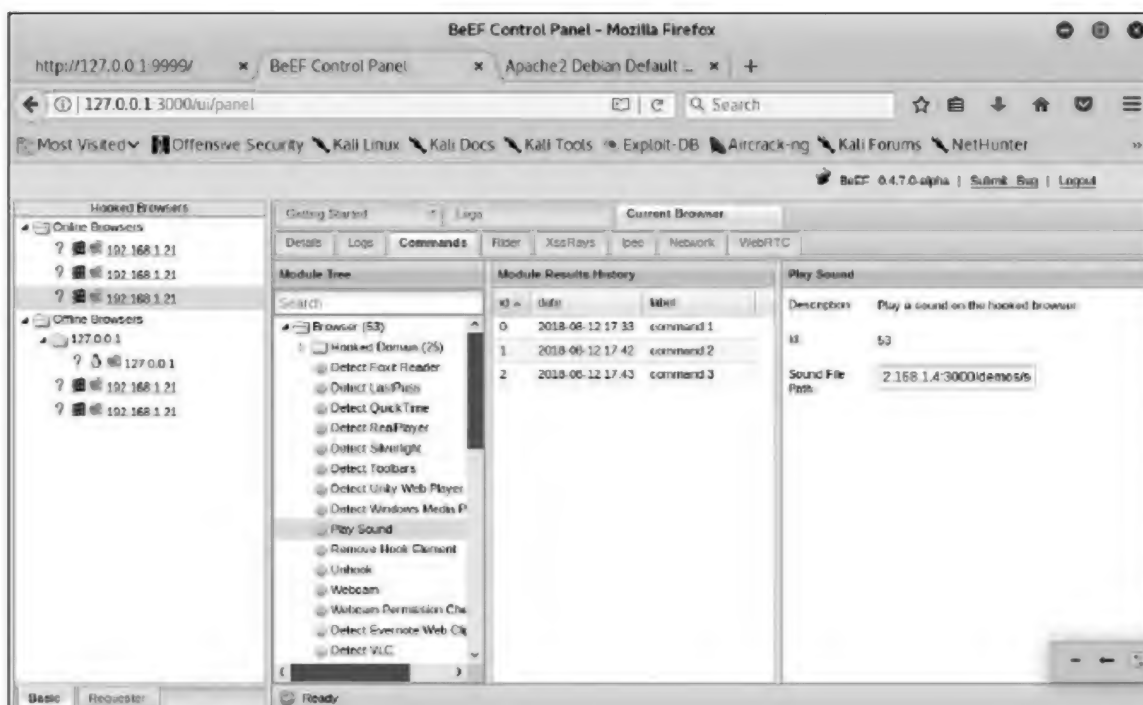 BeEF Control Panel - Mozilla Firefox
http://127.0.0.1:9999/
BeEF Control Panel
Apache2 Debian Default ...
127.0.0.1:3000/ui/panel
Search
Most Visited
Offensive Security
Kali Linux
Kali Docs
Kali Tools
Exploit-DB
Aircrack-ng
Kali Forums
NetHunter
BeEF 0.4.7.0-alpha | Submit Bug | Logout
Hooked Browsers
Online Browsers
? 192.168.1.21
? 192.168.1.21
? 192.168.1.21
Offline Browsers
127.0.0.1
? 127.0.0.1
? 192.168.1.21
? 192.168.1.21
Basic
Requester
Getting Started
Logs
Current Browser
Details
Logs
Commands
Rider
XssRays
Ipec
Network
WebRTC
Module Tree
Search
Browser (53)
Hooked Domain (25)
Detect Foxit Reader
Detect LastPass
Detect QuickTime
Detect RealPlayer
Detect Silverlight
Detect Toolbars
Detect Unity Web Player
Detect Windows Media P
Play Sound
Remove Hook Element
Unhook
Webcam
Webcam Permission Che
Detect Evernote Web Clip
Detect VLC
Module Results History
id date label
0 2018-06-12 17:33 command 1
1 2018-06-12 17:42 command 2
2 2018-06-12 17:43 command 3
Play Sound
Description: Play a sound on the hooked browser.
Id: 53
Sound File Path: 2.168.1.4:3000/demos/s
Ready